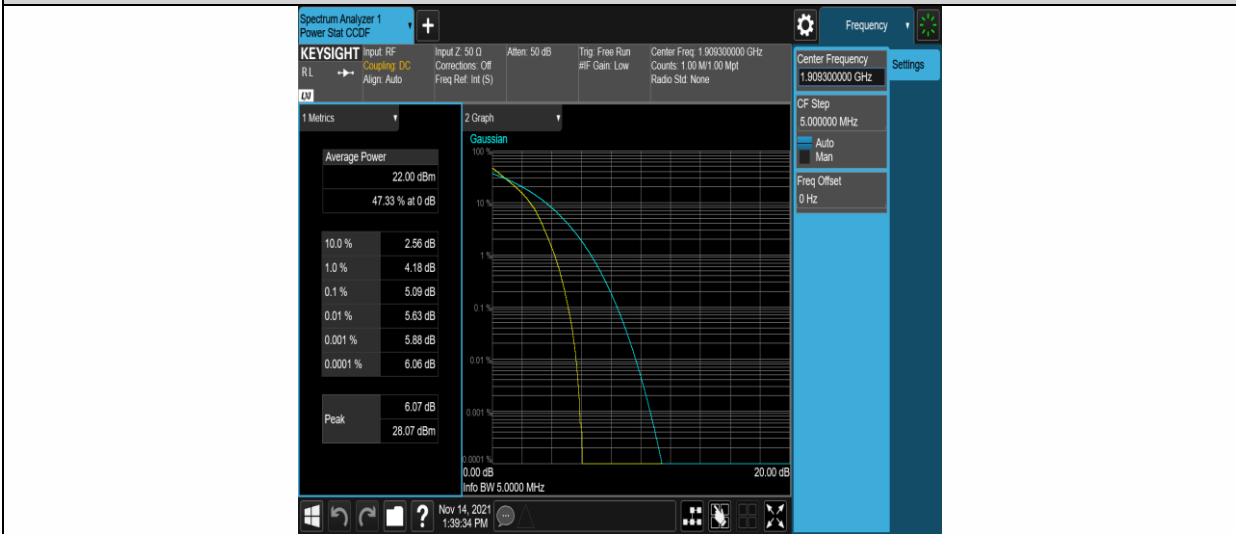 Spectrum Analyzer 1
Power Stat CCDF
+
Frequency
KEYSIGHT
RL
LXI
Input: RF
Coupling: DC
Align: Auto
Input Z: 50 Ω
Corrections: Off
Freq Ref: Int (S)
Atten: 50 dB
Trig: Free Run
#IF Gain: Low
Center Freq: 1.909300000 GHz
Counts: 1.00 M/1.00 Mpt
Radio Std: None
Center Frequency
1.909300000 GHz
Settings
CF Step
5.000000 MHz
Auto
Man
Freq Offset
0 Hz
1 Metrics
Average Power
22.00 dBm
47.33 % at 0 dB
10.0 % 2.56 dB
1.0 % 4.18 dB
0.1 % 5.09 dB
0.01 % 5.63 dB
0.001 % 5.88 dB
0.0001 % 6.06 dB
Peak
6.07 dB
28.07 dBm
2 Graph
Gaussian
100 %
10 %
1 %
0.1 %
0.01 %
0.001 %
0.0001 %
0.00 dB 20.00 dB
Info BW 5.0000 MHz
?
Nov 14, 2021
1:39:34 PM